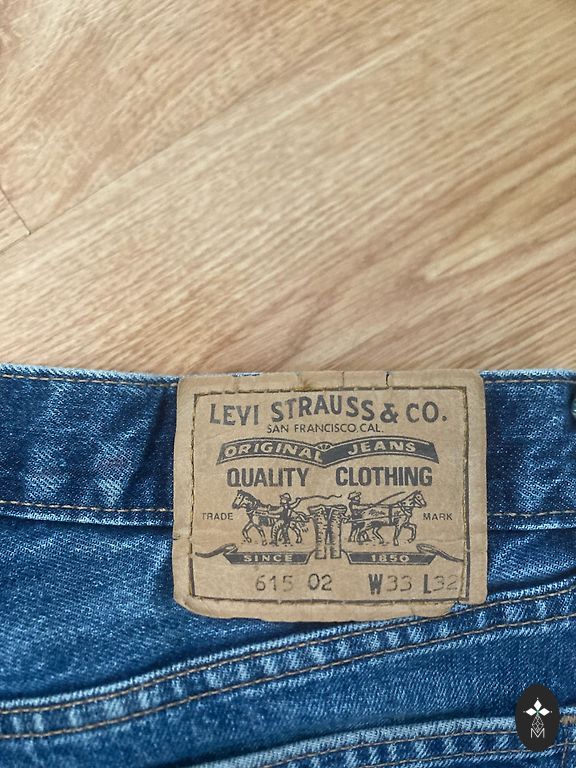 LEVI STRAUSS & CO.
SAN FRANCISCO, CAL.
ORIGINAL JEANS
QUALITY CLOTHING
TRADE MARK
SINCE 1850
615 02 W33 L32
M